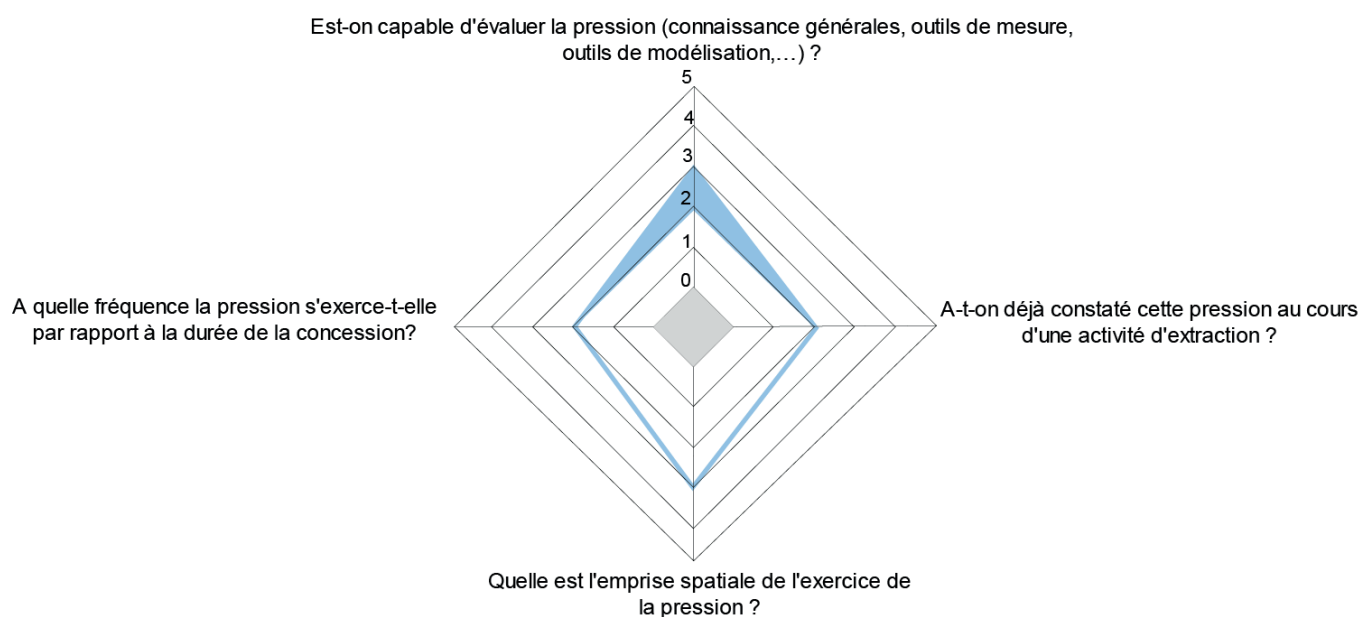 Est-on capable d'évaluer la pression (connaissance générales, outils de mesure,
outils de modélisation,…) ?
5
4
3
2
1
0
A quelle fréquence la pression s'exerce-t-elle
par rapport à la durée de la concession?
A-t-on déjà constaté cette pression au cours
d'une activité d'extraction ?
Quelle est l'emprise spatiale de l'exercice de
la pression ?